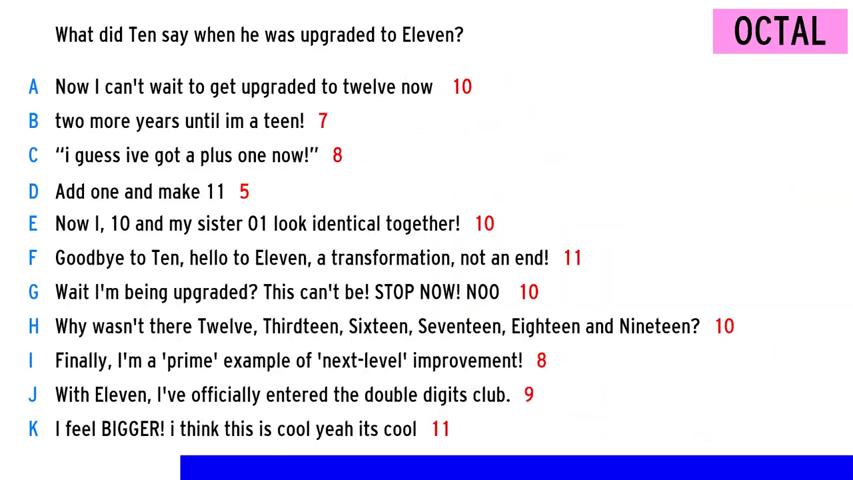 What did Ten say when he was upgraded to Eleven?
OCTAL
A Now I can't wait to get upgraded to twelve now 10
B two more years until im a teen! 7
C “i guess ive got a plus one now!” 8
D Add one and make 11 5
E Now I, 10 and my sister 01 look identical together! 10
F Goodbye to Ten, hello to Eleven, a transformation, not an end! 11
G Wait I'm being upgraded? This can't be! STOP NOW! NOO 10
H Why wasn't there Twelve, Thirdteen, Sixteen, Seventeen, Eighteen and Nineteen? 10
I Finally, I'm a 'prime' example of 'next-level' improvement! 8
J With Eleven, I've officially entered the double digits club. 9
K I feel BIGGER! i think this is cool yeah its cool 11